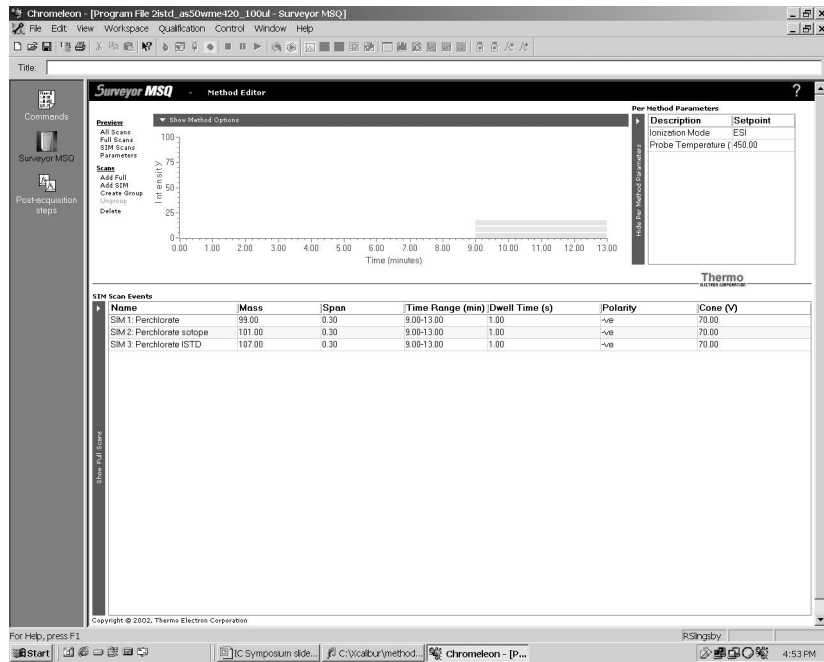 Chromeleon - [Program File 2istd_as50wme420_100ul - Surveyor MSQ]
File Edit View Workspace Qualification Control Window Help
Title:
Commands
Surveyor MSQ
Post-acquisition steps
Surveyor MSQ - Method Editor ?
Preview
All Scans
Full Scans
SIM Scans
Parameters
Scans
Add Full
Add SIM
Create Group
Ungroup
Delete
Show Method Options
Intensity
100
75
50
25
0
0.00 1.00 2.00 3.00 4.00 5.00 6.00 7.00 8.00 9.00 10.00 11.00 12.00 13.00
Time (minutes)
Per Method Parameters
Hide Per Method Parameters
Description Setpoint
Ionization Mode ESI
Probe Temperature ( 450.00
Thermo
ELECTRON CORPORATION
SIM Scan Events
Show Full Scans
Name Mass Span Time Range (min) Dwell Time (s) Polarity Cone (V)
SIM 1: Perchlorate 99.00 0.30 9.00-13.00 1.00 -ve 70.00
SIM 2: Perchlorate sotope 101.00 0.30 9.00-13.00 1.00 -ve 70.00
SIM 3: Perchlorate ISTD 107.00 0.30 9.00-13.00 1.00 -ve 70.00
Copyright © 2002, Thermo Electron Corporation
For Help, press F1
RSlingsby
Start
IC Symposium slide...
C:\Xcalibur\method...
Chromeleon - [P...
4:53 PM